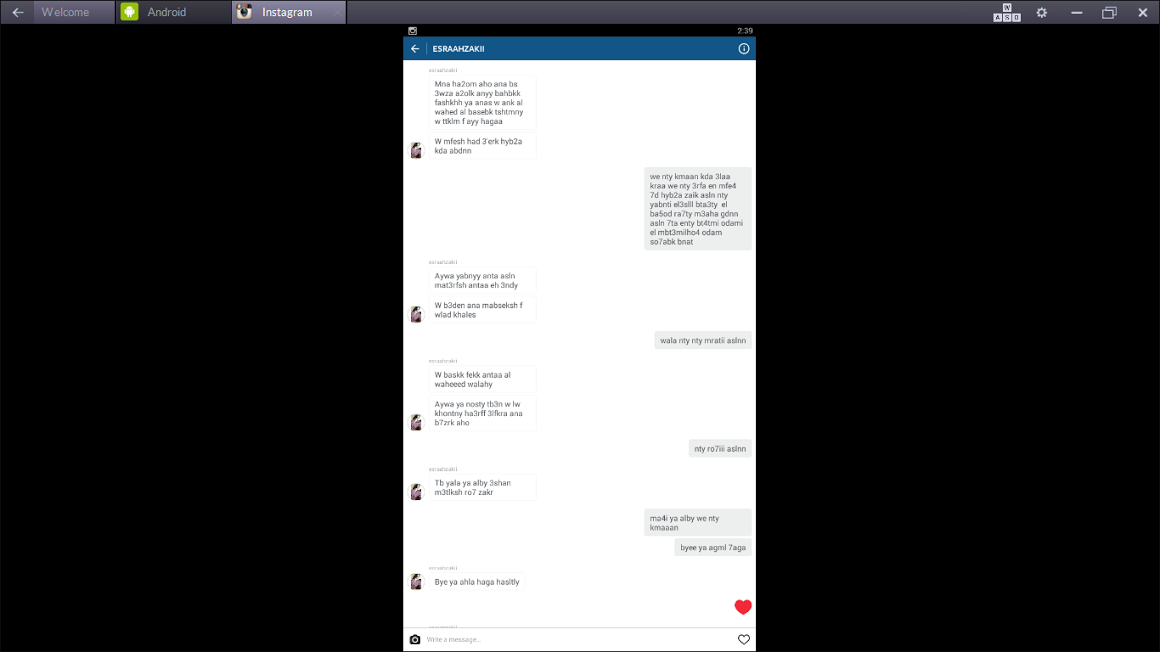 Welcome
Android
Instagram
W
A S D
2:39
ESRAAHZAKII
esraahzakii
Mna ha2om aho ana bs
3wza a2olk anyy bahbkk
fashkhh ya anas w ank al
wahed al basebk tshtmny
w ttklm f ayy hagaa
W mfesh had 3'erk hyb2a
kda abdnn
we nty kmaan kda 3laa
kraa we nty 3rfa en mfe4
7d hyb2a zaik asln nty
yabnti el3slll bta3ty el
ba5od ra7ty m3aha gdnn
asln 7ta enty bt4tmi odami
el mbt3milho4 odam
so7abk bnat
esraahzakii
Aywa yabnyy anta asln
mat3rfsh antaa eh 3ndy
W b3den ana mabseksh f
wlad khales
wala nty nty mratii aslnn
esraahzakii
W baskk fekk antaa al
waheeed walahy
Aywa ya nosty tb3n w lw
khontny ha3rff 3lfkra ana
b7zrk aho
nty ro7iii aslnn
esraahzakii
Tb yala ya alby 3shan
m3tlksh ro7 zakr
ma4i ya alby we nty
kmaaan
byee ya agml 7aga
esraahzakii
Bye ya ahla haga hasltly
Write a message...